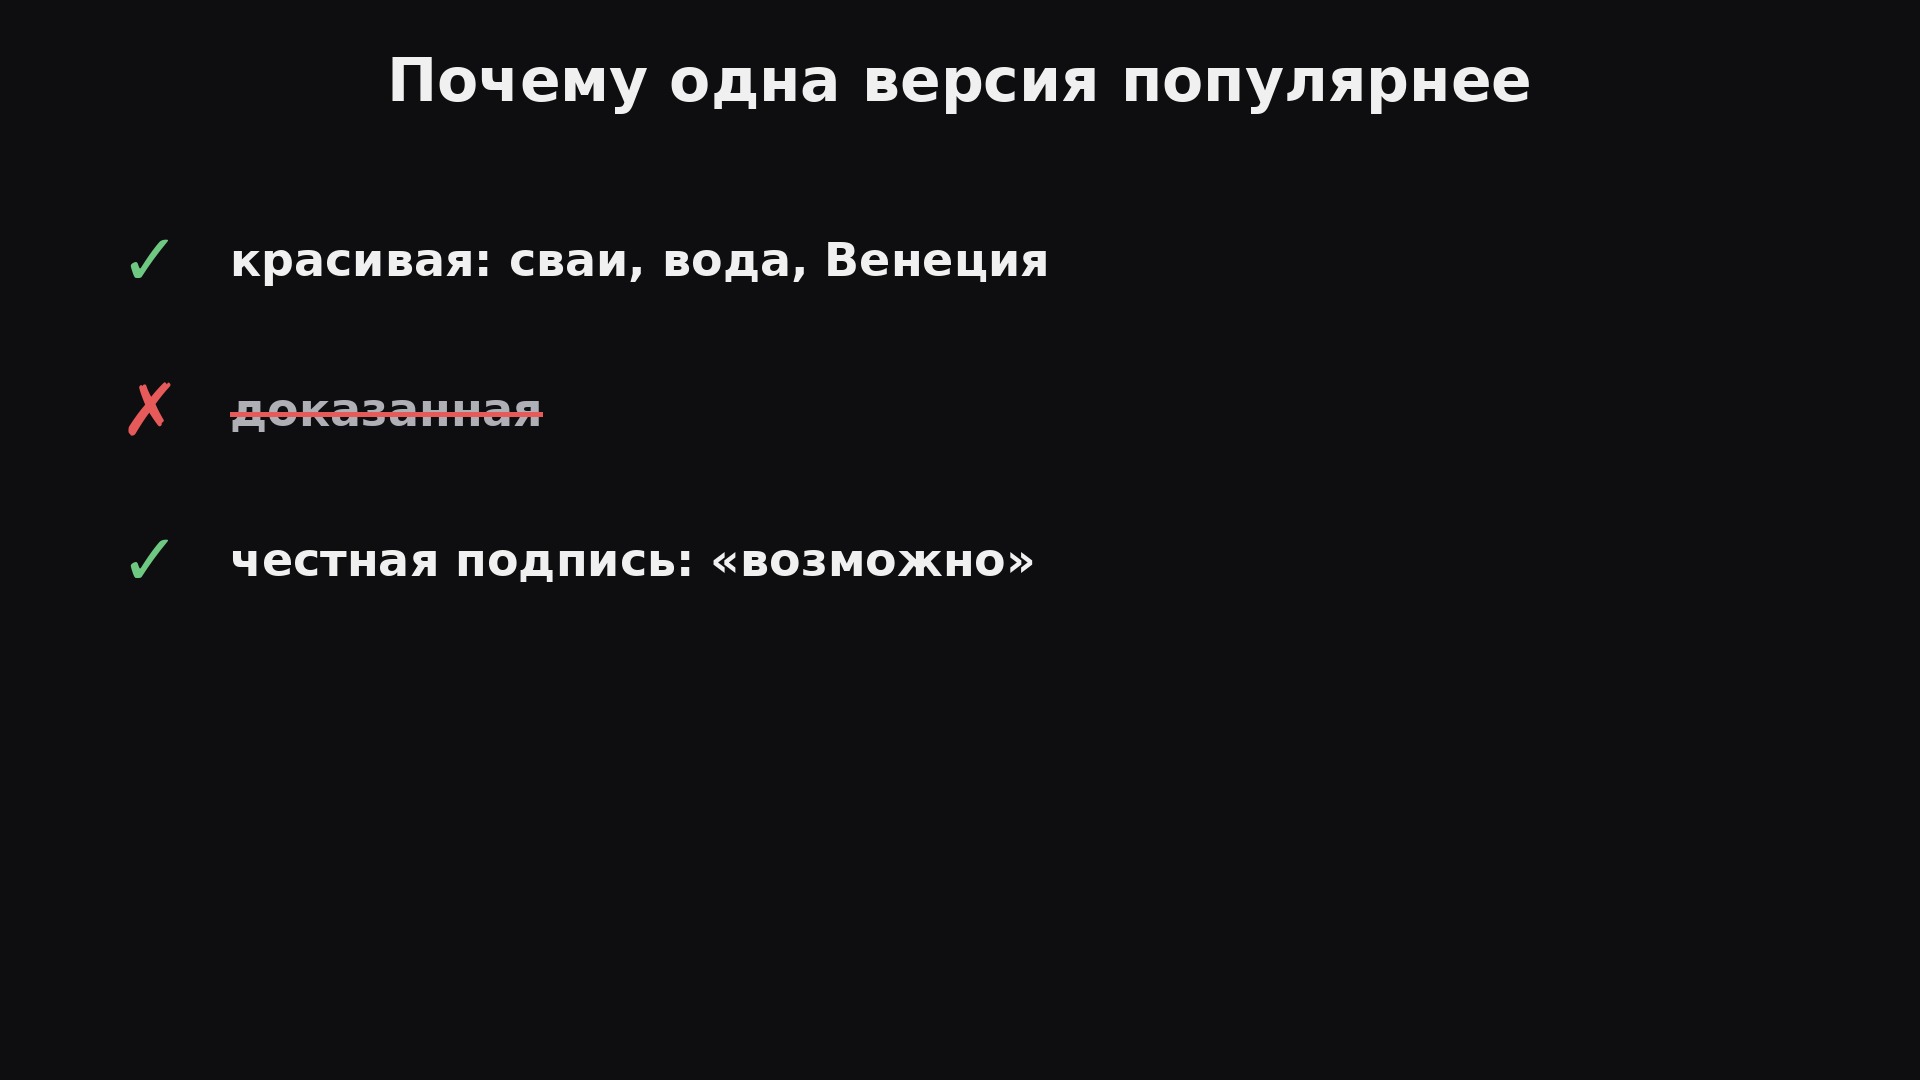 Почему одна версия популярнее
✓ красивая: сваи, вода, Венеция
✗ доказанная
✓ честная подпись: «возможно»